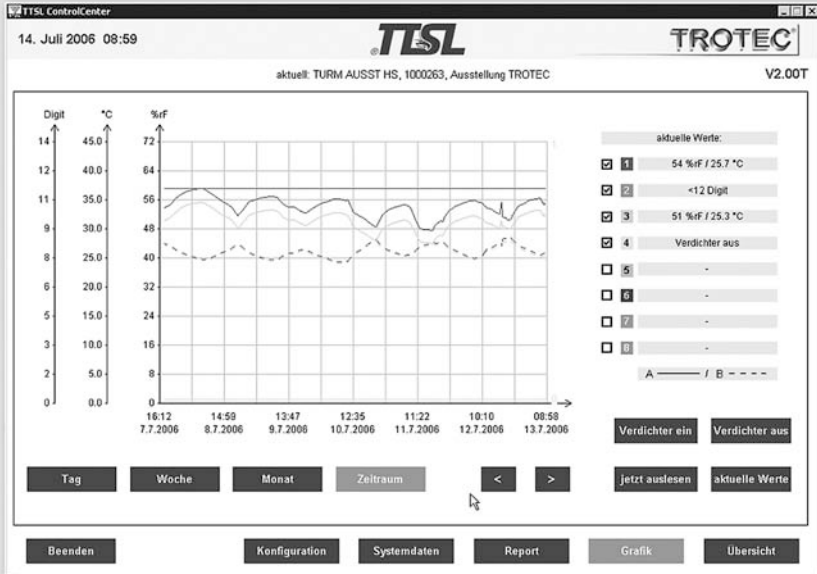 TTSL ControlCenter
14. Juli 2006 08:59
TTSL
TROTEC
aktuell: TURM AUSST HS, 1000263, Ausstellung TROTEC
V2.00T
Digit °C %rF
14 45.0 72
12 40.0 64
11 35.0 56
9 30.0 48
8 25.0 40
6 20.0 32
5 15.0 24
3 10.0 16
2 5.0 8
0 0.0 0
16:12 14:59 13:47 12:35 11:22 10:10 08:58
7.7.2006 8.7.2006 9.7.2006 10.7.2006 11.7.2006 12.7.2006 13.7.2006
aktuelle Werte:
1 54 %rF / 25.7 °C
2 <12 Digit
3 51 %rF / 25.3 °C
4 Verdichter aus
5 -
6 -
7 -
8 -
A —— / B - - - -
Verdichter ein Verdichter aus
Tag Woche Monat Zeitraum < > jetzt auslesen aktuelle Werte
Beenden Konfiguration Systemdaten Report Grafik Übersicht